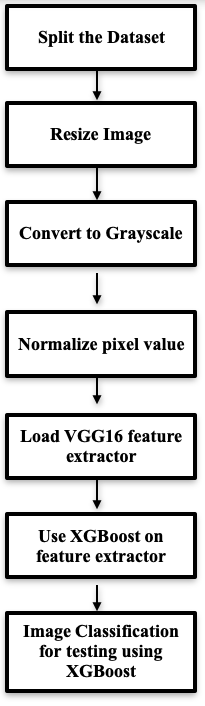 Split the Dataset
Resize Image
Convert to Grayscale
Normalize pixel value
Load VGG16 feature
extractor
Use XGBoost on
feature extractor
Image Classification
for testing using
XGBoost